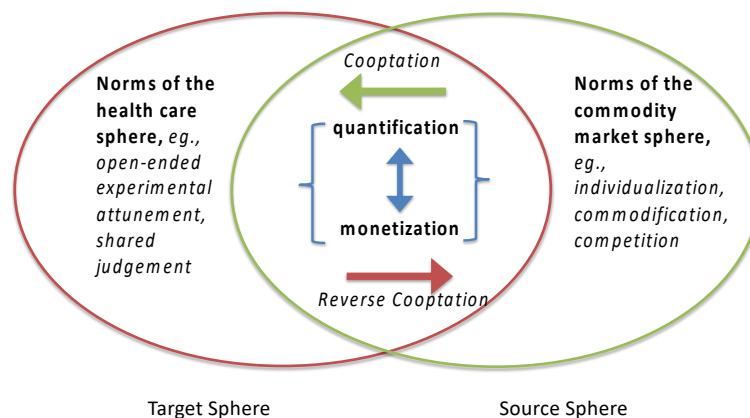 Cooptation
Norms of the
health care
sphere, eg.,
open-ended
experimental
attunement,
shared
judgement
quantification
monetization
Reverse Cooptation
Norms of the
commodity
market sphere,
eg.,
individualization,
commodification,
competition
Target Sphere
Source Sphere